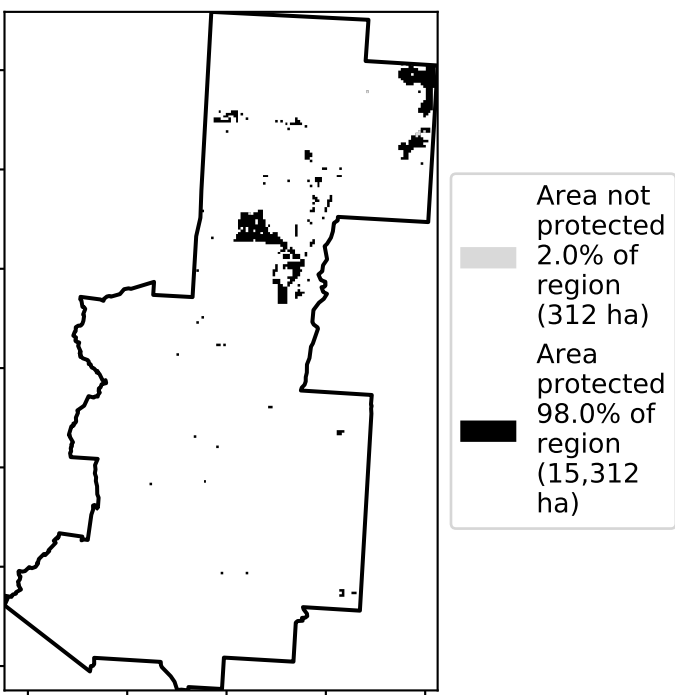 Area not
protected
2.0% of
region
(312 ha)
Area
protected
98.0% of
region
(15,312
ha)